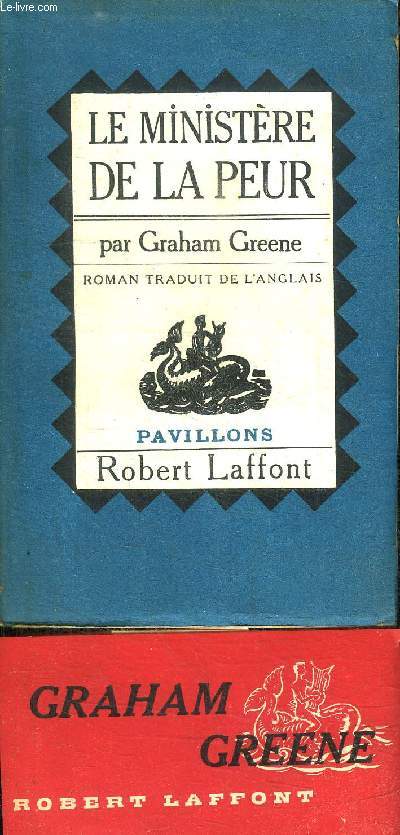 Le-livre.com
LE MINISTÈRE
DE LA PEUR
par Graham Greene
ROMAN TRADUIT DE L'ANGLAIS
PAVILLONS
Robert Laffont
GRAHAM
GREENE
ROBERT LAFFONT